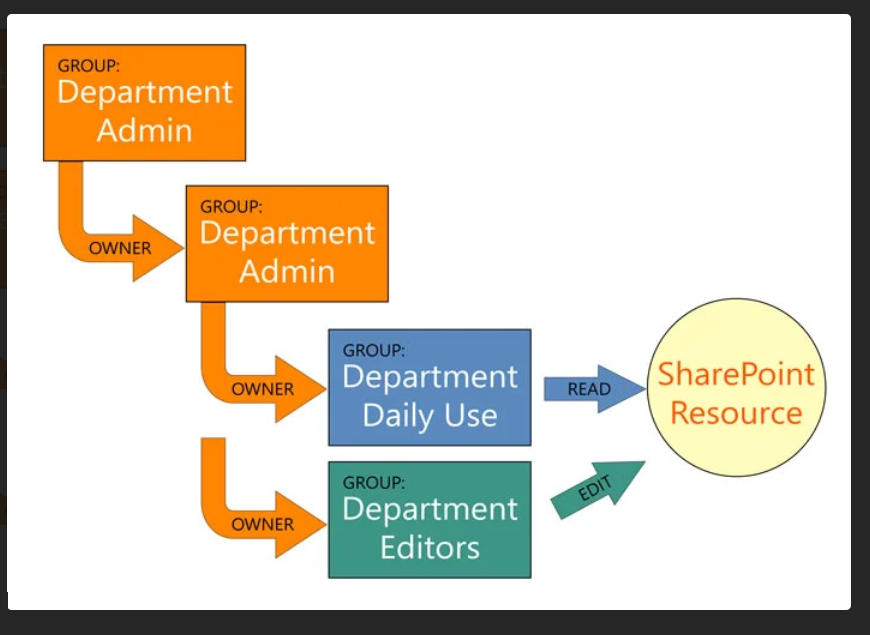 GROUP:
Department
Admin
OWNER
GROUP:
Department
Admin
OWNER
GROUP:
Department
Daily Use
READ
SharePoint
Resource
OWNER
GROUP:
Department
Editors
EDIT